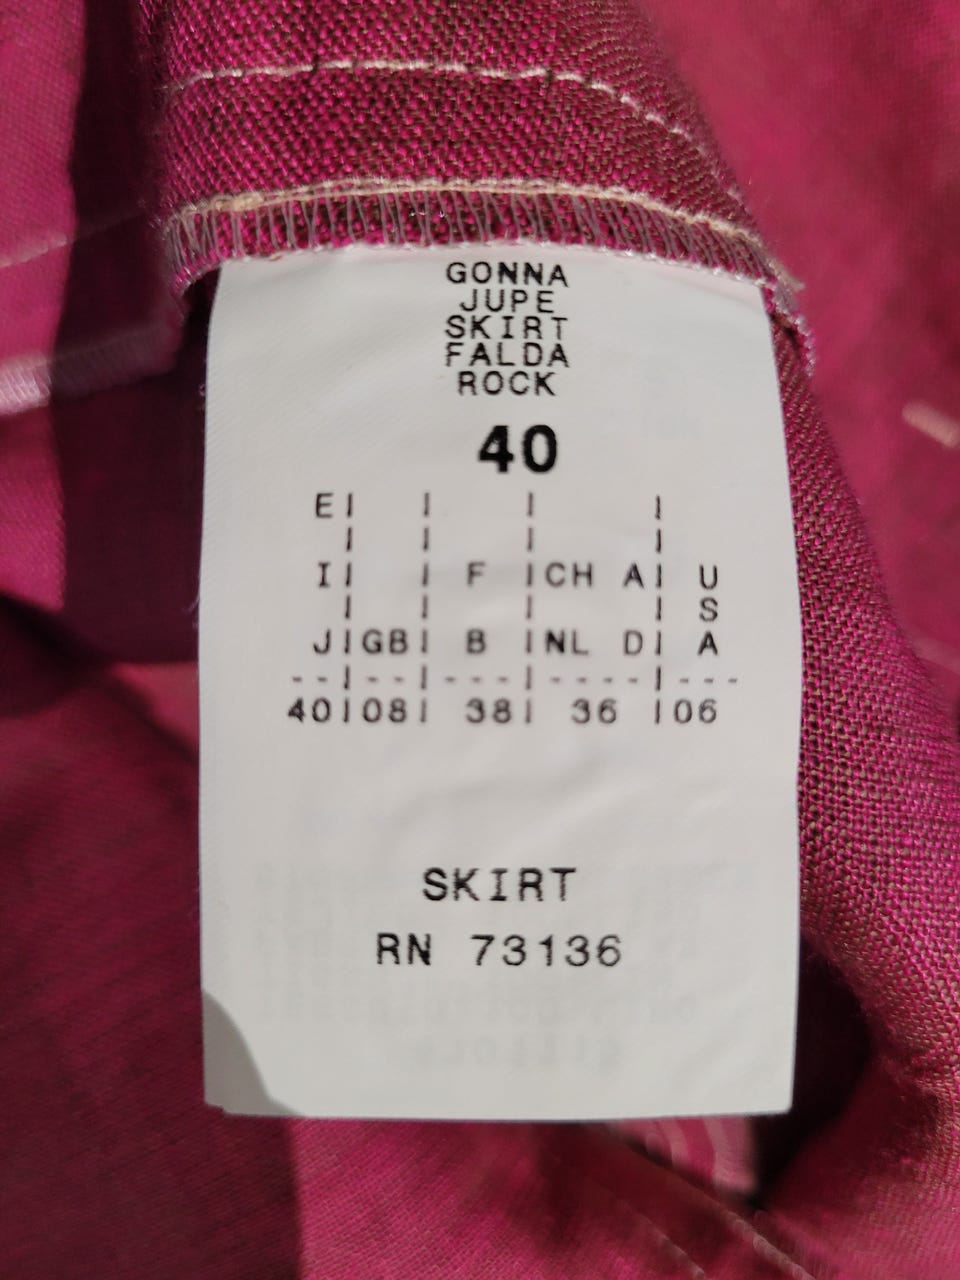 GONNA
JUPE
SKIRT
FALDA
ROCK
40
E| | | |
| | | |
I| | F |CH A| U
| | | | S
J|GB| B |NL D| A
--|--|---|----|---
40|08| 38| 36 |06
SKIRT
RN 73136